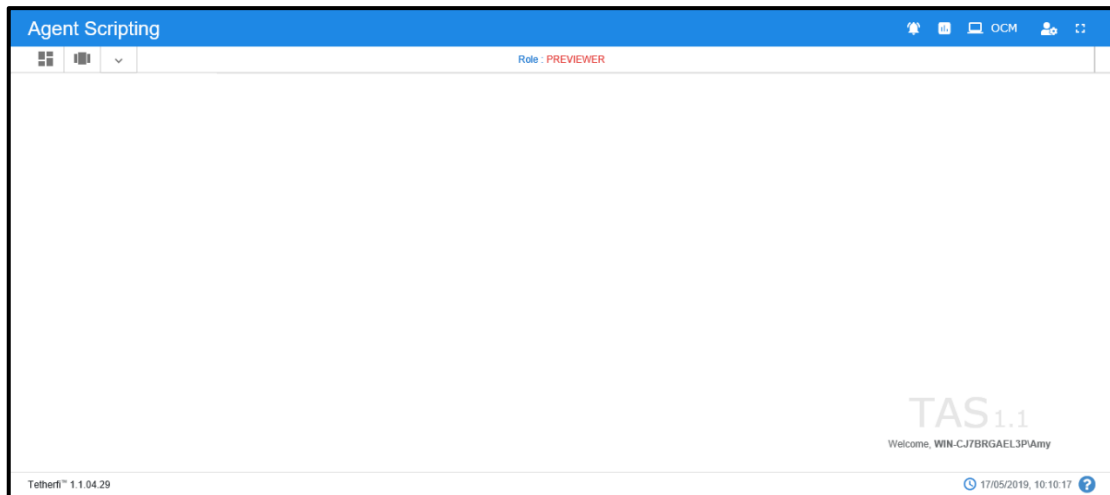 Agent Scripting
OCM
Role : PREVIEWER
TAS 1.1
Welcome, WIN-CJ7BRGAEL3P\Amy
Tetherfi™ 1.1.04.29
17/05/2019, 10:10:17 ?